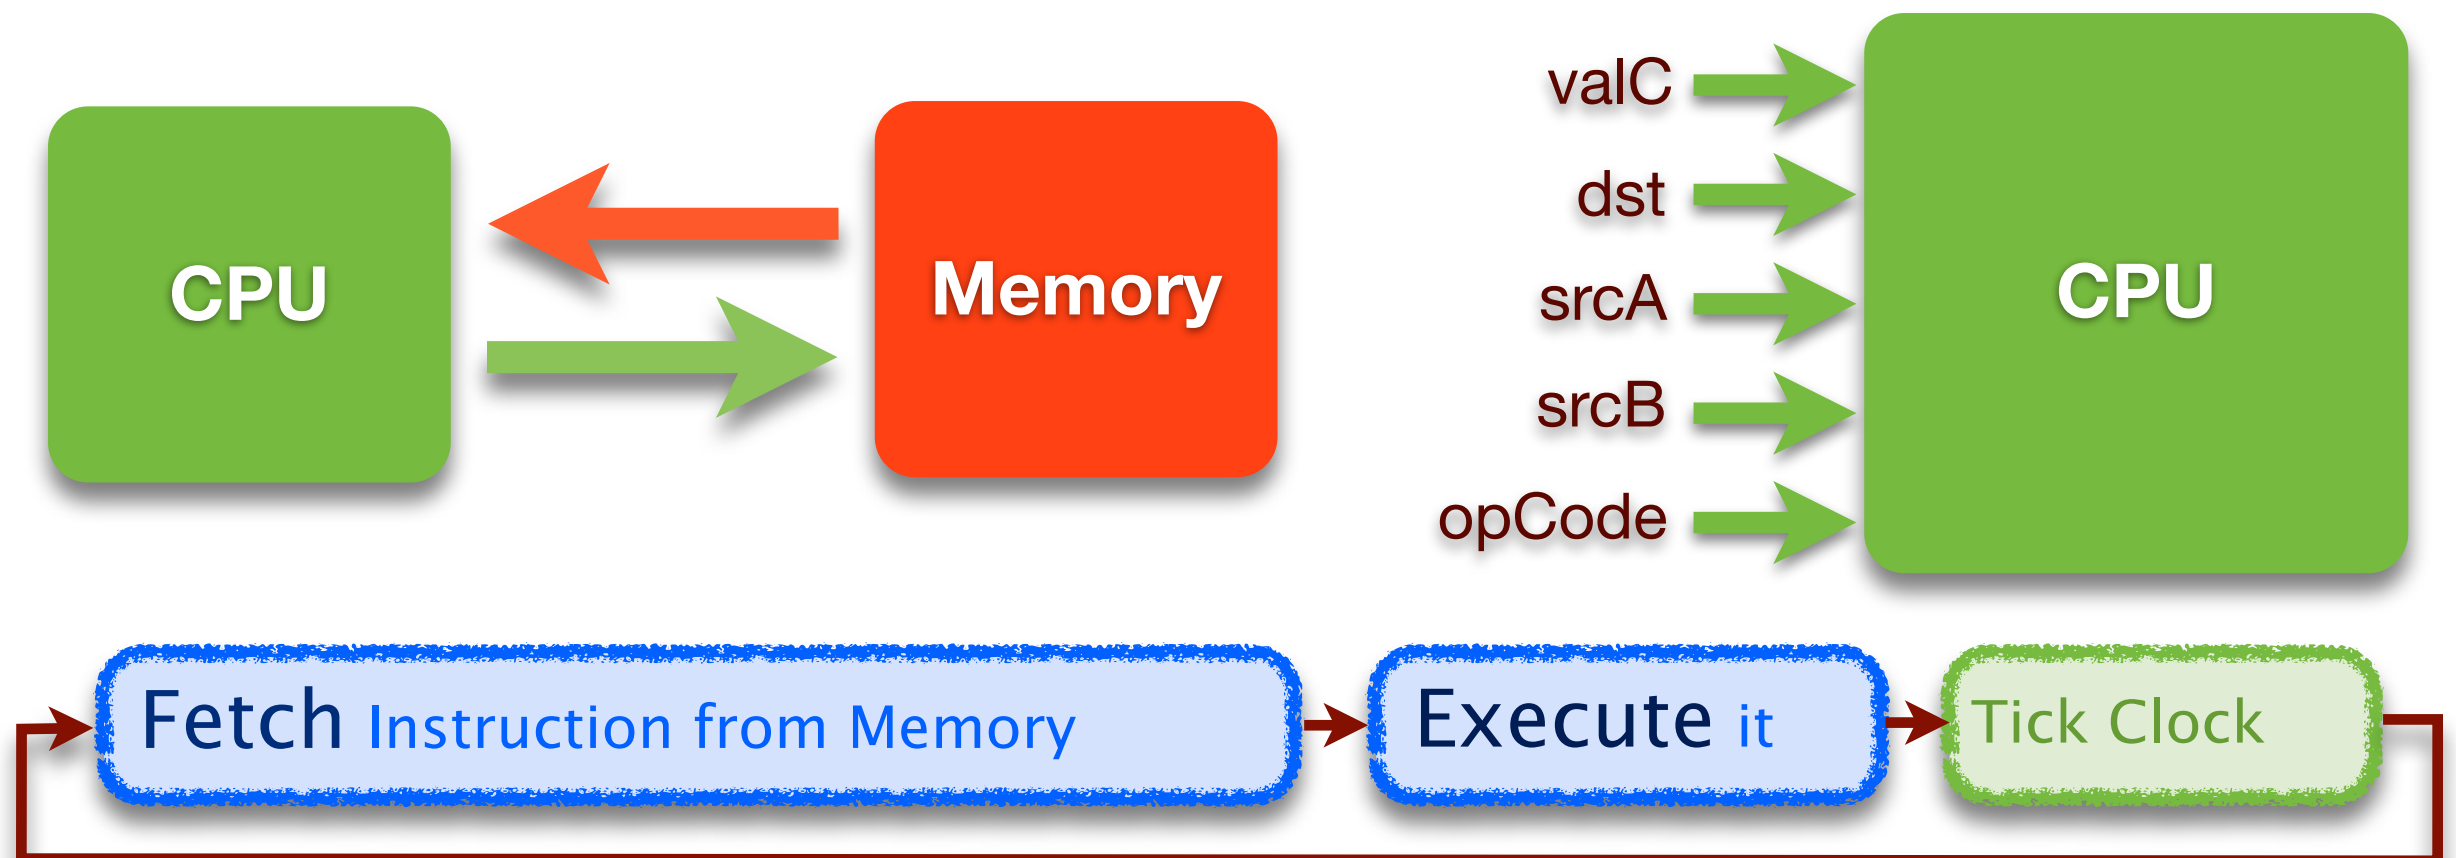 CPU
Memory
valC
dst
srcA
srcB
opCode
CPU
Fetch Instruction from Memory
Execute it
Tick Clock